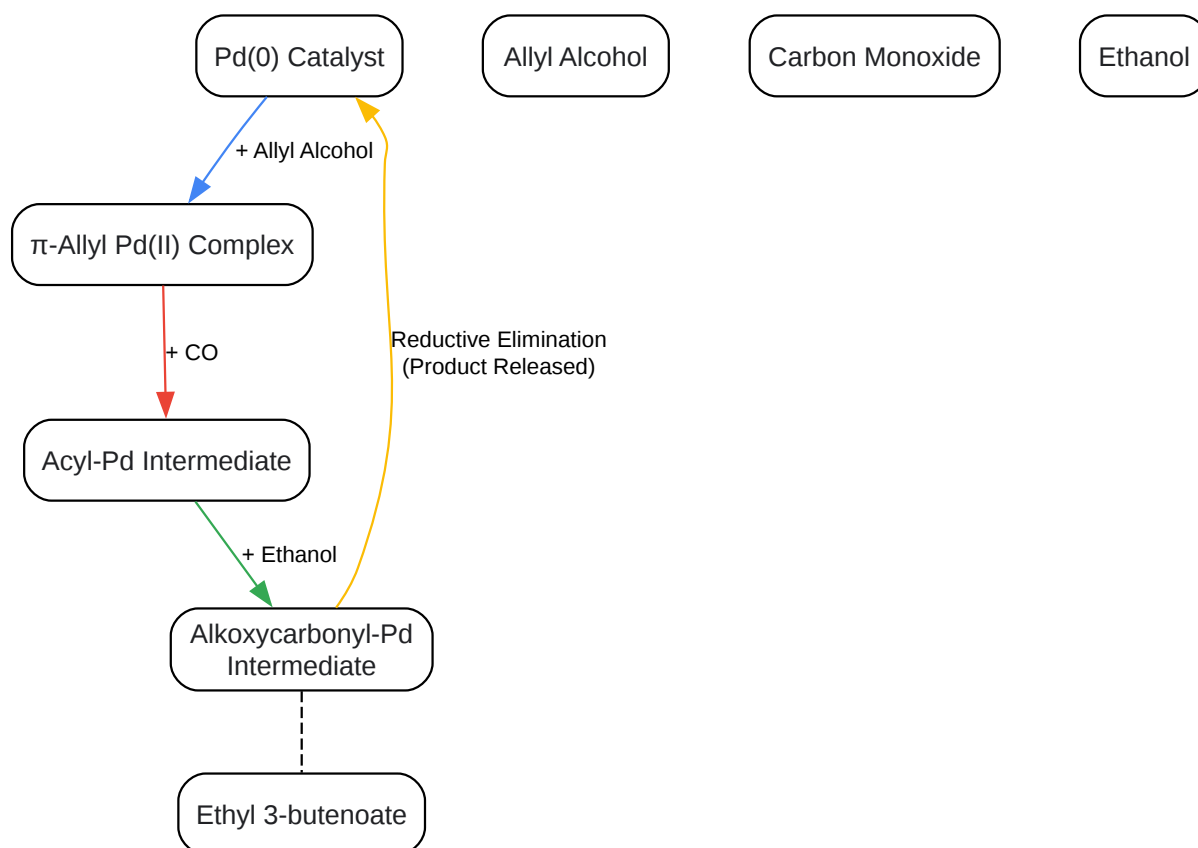 Pd(0) Catalyst
Allyl Alcohol
Carbon Monoxide
Ethanol
+ Allyl Alcohol
π-Allyl Pd(II) Complex
Reductive Elimination
(Product Released)
+ CO
Acyl-Pd Intermediate
+ Ethanol
Alkoxycarbonyl-Pd
Intermediate
Ethyl 3-butenoate